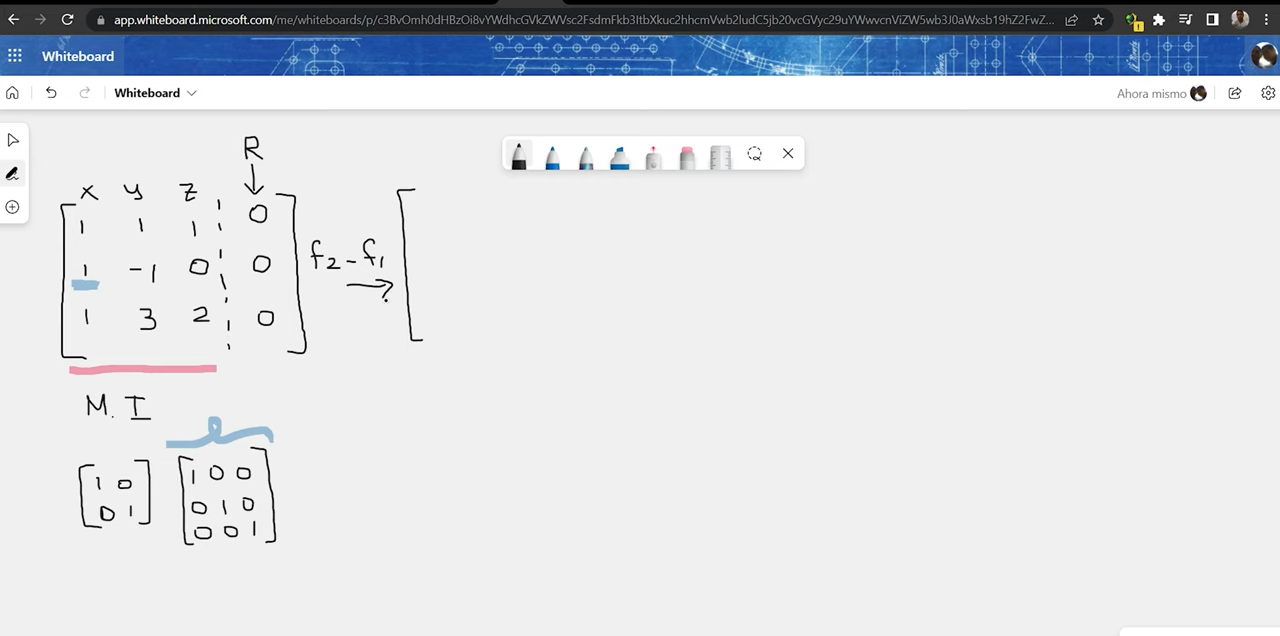 app.whiteboard.microsoft.com/me/whiteboards/p/c3BvOmh0dHBzOi8vYWdhcGVGVkZWVsc2FsdmFkb3ItbXkuc2hhcmVwb2ludC5jb20vcGVyc29uYWwvcnViZW5wb3J0aWxsb19hZ2FwZ...
Whiteboard
Whiteboard
Ahora mismo
R
x y z
1 1 1 0
1 -1 0 0
1 3 2 0
f2 - f1
→
?
M. I
1 0
0 1
1 0 0
0 1 0
0 0 1